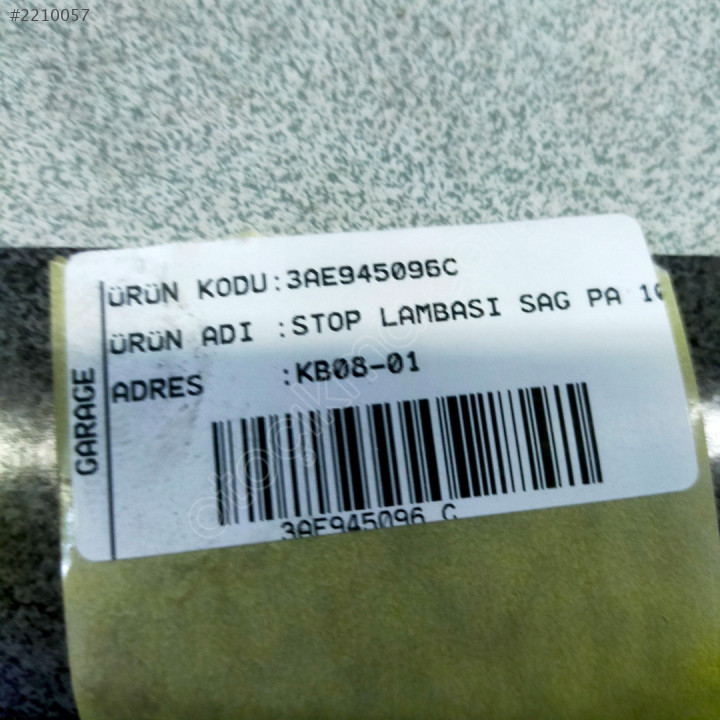 #2210057
ÜRÜN KODU:3AE945096C
ÜRÜN ADI :STOP LAMBASI SAG PA
ADRES :KB08-01
GARAGE
3AE945096 C